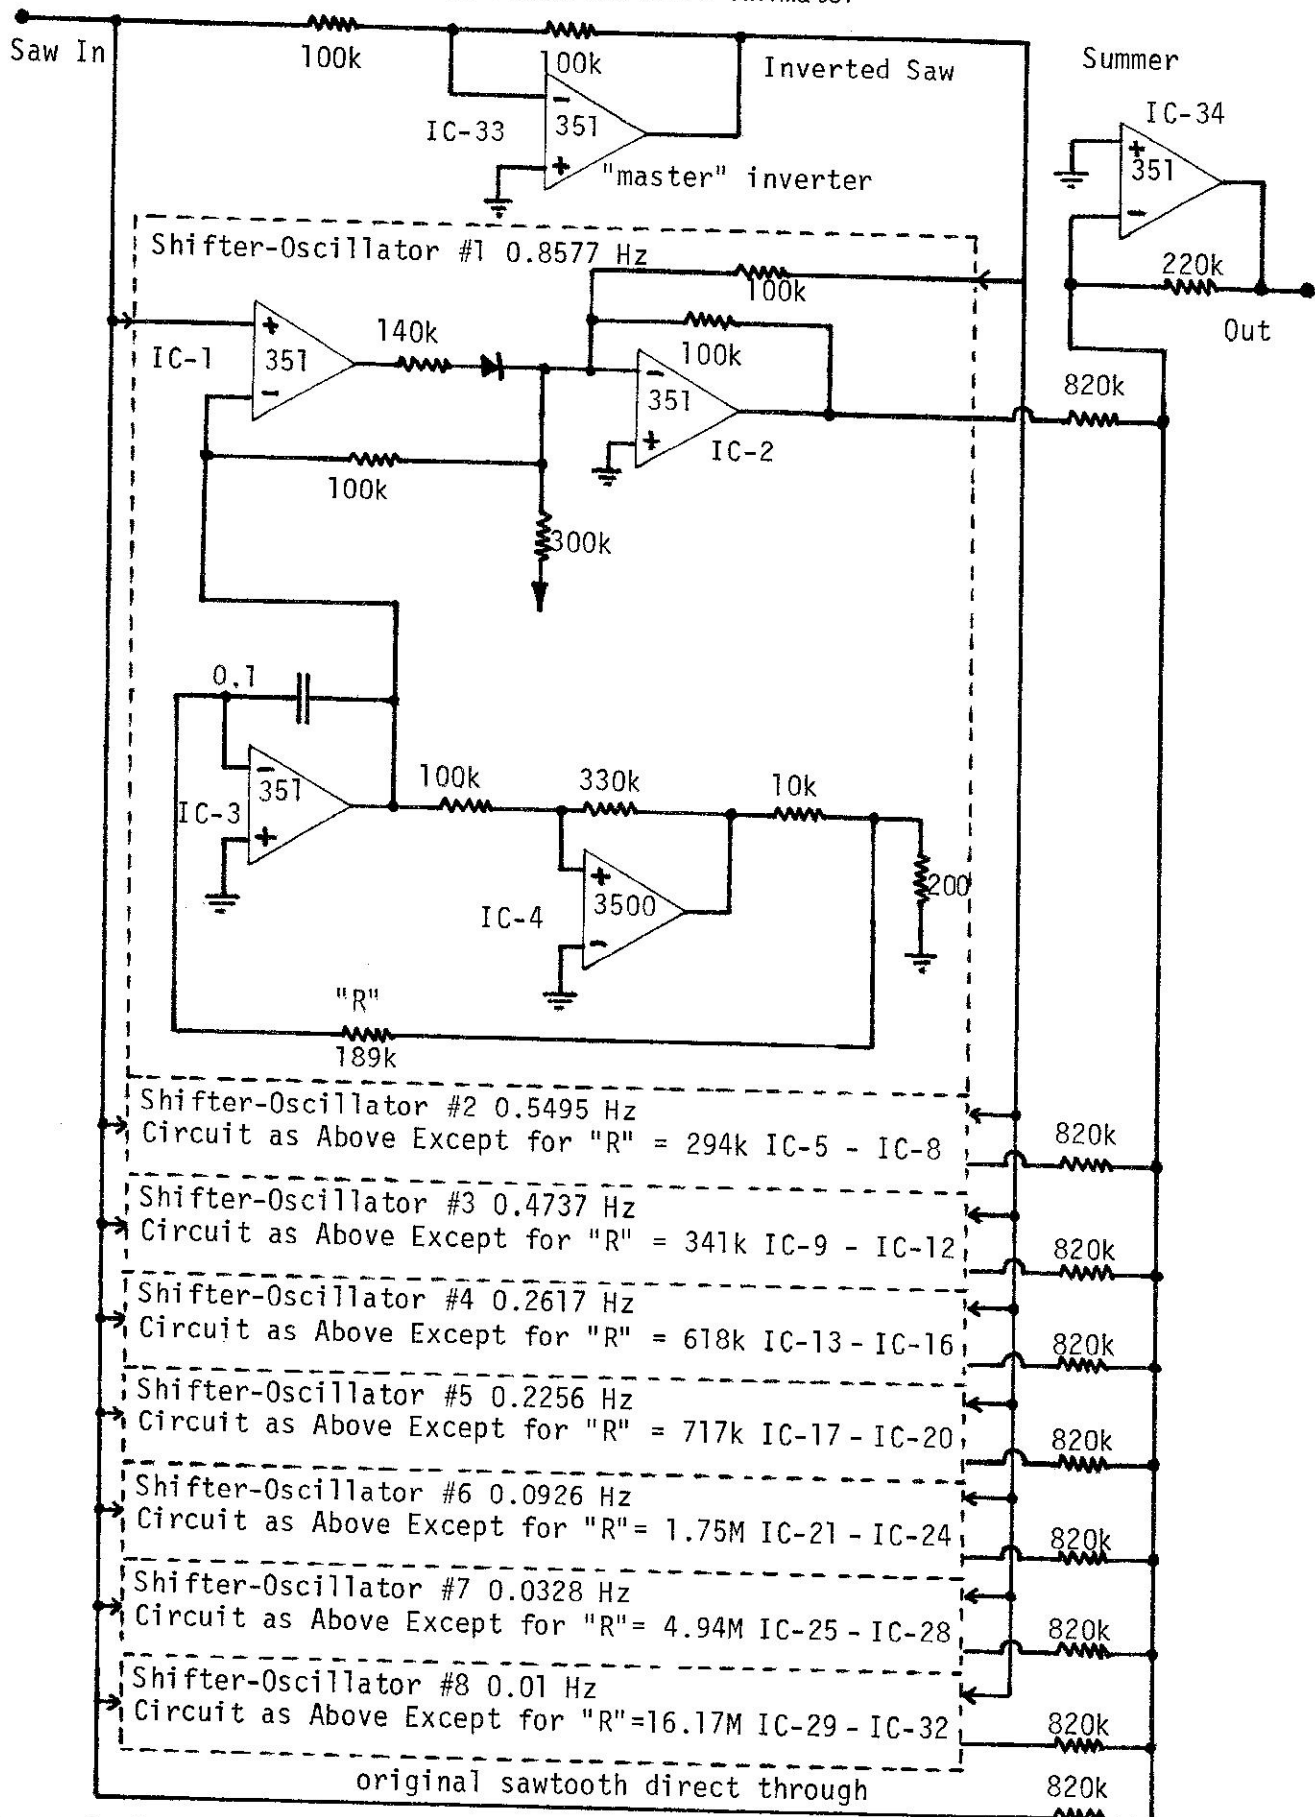 Saw In
100k
100k
Inverted Saw
Summer
IC-34
IC-33
351
"master" inverter
351
220k
Out
Shifter-Oscillator #1 0.8577 Hz
100k
140k
100k
IC-1
351
351
IC-2
820k
100k
300k
0.1
IC-3
351
100k
330k
10k
IC-4
3500
200
"R"
189k
Shifter-Oscillator #2 0.5495 Hz
Circuit as Above Except for "R" = 294k IC-5 - IC-8
820k
Shifter-Oscillator #3 0.4737 Hz
Circuit as Above Except for "R" = 341k IC-9 - IC-12
820k
Shifter-Oscillator #4 0.2617 Hz
Circuit as Above Except for "R" = 618k IC-13 - IC-16
820k
Shifter-Oscillator #5 0.2256 Hz
Circuit as Above Except for "R" = 717k IC-17 - IC-20
820k
Shifter-Oscillator #6 0.0926 Hz
Circuit as Above Except for "R"= 1.75M IC-21 - IC-24
820k
Shifter-Oscillator #7 0.0328 Hz
Circuit as Above Except for "R"= 4.94M IC-25 - IC-28
820k
Shifter-Oscillator #8 0.01 Hz
Circuit as Above Except for "R"=16.17M IC-29 - IC-32
820k
original sawtooth direct through
820k